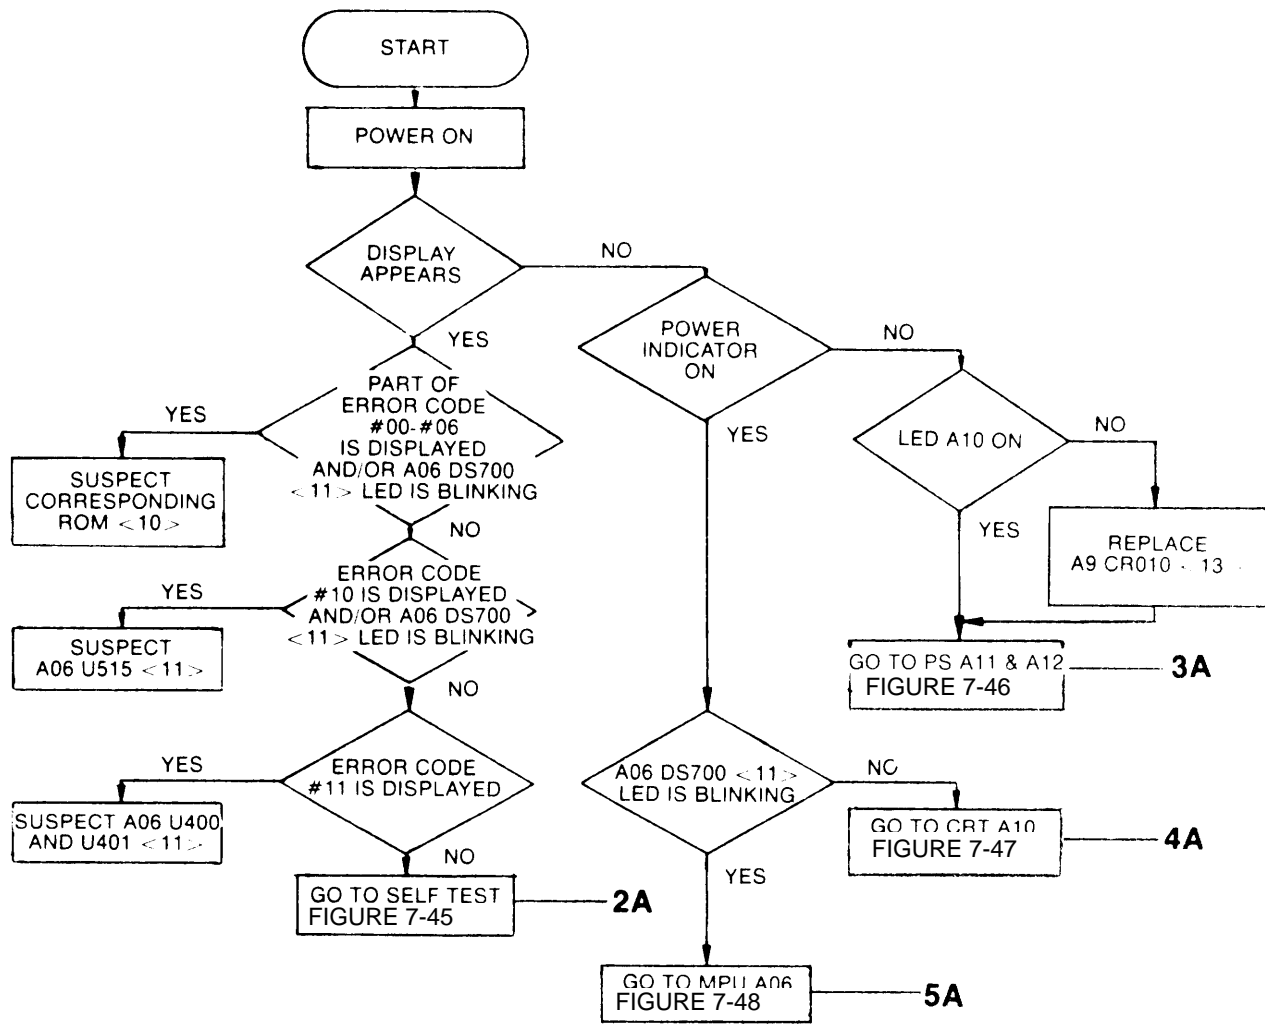 START
POWER ON
DISPLAY
APPEARS
NO
YES
POWER
INDICATOR
ON
NO
YES
PART OF
ERROR CODE
#00-#06
IS DISPLAYED
AND/OR A06 DS700
<11> LED IS BLINKING
YES
NO
SUSPECT
CORRESPONDING
ROM <10>
LED A10 ON
NO
YES
REPLACE
A9 CR010 < 13
ERROR CODE
#10 IS DISPLAYED
AND/OR A06 DS700
<11> LED IS BLINKING
YES
NO
SUSPECT
A06 U515 <11>
GO TO PS A11 & A12
FIGURE 7-46
3A
ERROR CODE
#11 IS DISPLAYED
YES
NO
SUSPECT A06 U400
AND U401 <11>
A06 DS700 <11>
LED IS BLINKING
NO
YES
GO TO CRT A10
FIGURE 7-47
4A
GO TO SELF TEST
FIGURE 7-45
2A
GO TO MPU A06
FIGURE 7-48
5A